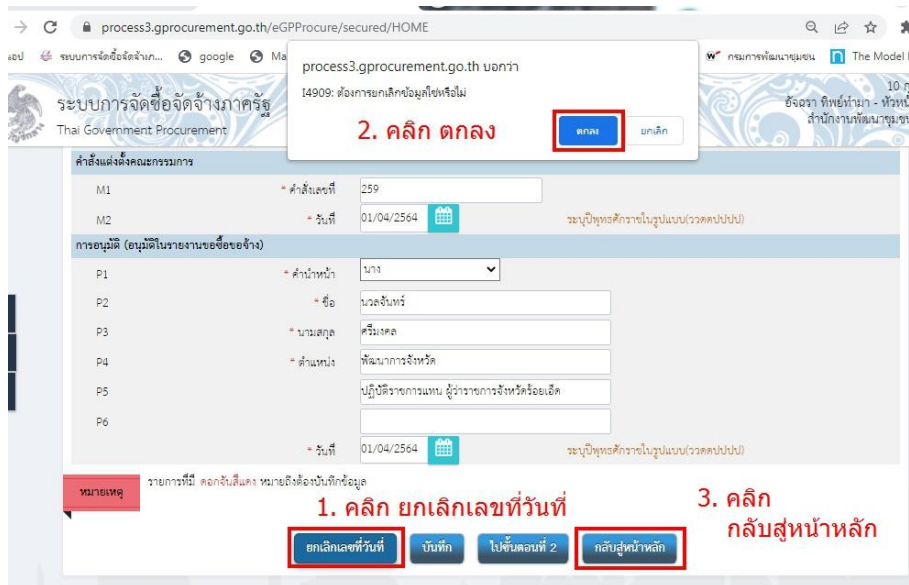 process3.gprocurement.go.th/eGPProcure/secured/HOME
ระบบการจัดซื้อจัดจ้างภ... google Ma
กรมการพัฒนาชุมชน The Model
process3.gprocurement.go.th บอกว่า
I4909: ต้องการยกเลิกข้อมูลใช่หรือไม่
2. คลิก ตกลง
ตกลง ยกเลิก
ระบบการจัดซื้อจัดจ้างภาครัฐ
Thai Government Procurement
10
อัจฉรา ทิพย์ทำมา - หัวหน้
สำนักงานพัฒนาชุมชน
คำสั่งแต่งตั้งคณะกรรมการ
M1 * คำสั่งเลขที่ 259
M2 * วันที่ 01/04/2564 ระบุปีพุทธศักราชในรูปแบบ(ววดดปปปป)
การอนุมัติ (อนุมัติในรายงานขอซื้อขอจ้าง)
P1 * คำนำหน้า นาง
P2 * ชื่อ นวลจันทร์
P3 * นามสกุล ศรีมงคล
P4 * ตำแหน่ง พัฒนาการจังหวัด
P5 ปฏิบัติราชการแทน ผู้ว่าราชการจังหวัดร้อยเอ็ด
P6
* วันที่ 01/04/2564 ระบุปีพุทธศักราชในรูปแบบ(ววดดปปปป)
หมายเหตุ รายการที่มี ดอกจันสีแดง หมายถึงต้องบันทึกข้อมูล
1. คลิก ยกเลิกเลขที่วันที่
3. คลิก
กลับสู่หน้าหลัก
ยกเลิกเลขที่วันที่ บันทึก ไปขั้นตอนที่ 2 กลับสู่หน้าหลัก